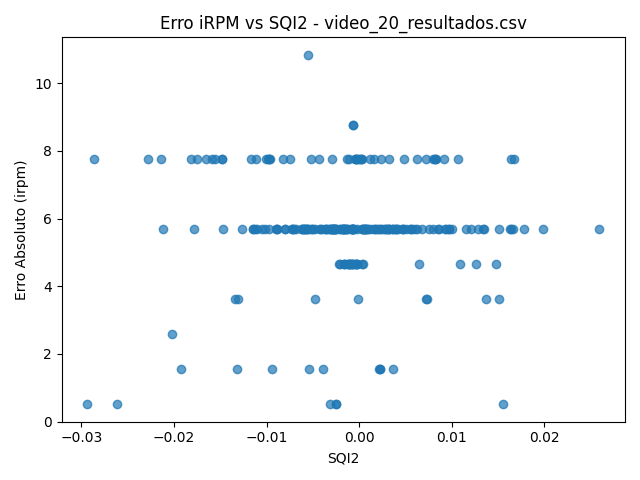 Erro iRPM vs SQI2 - video_20_resultados.csv
Erro Absoluto (irpm)
10
8
6
4
2
0
−0.03 −0.02 −0.01 0.00 0.01 0.02
SQI2